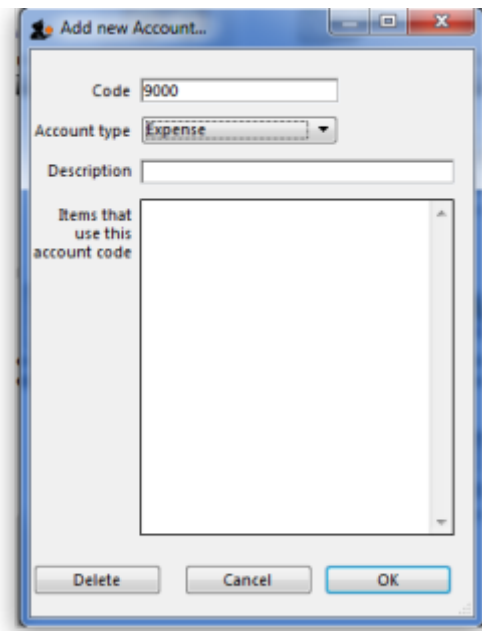 Add new Account...
Code 9000
Account type Expense
Description
Items that
use this
account code
Delete Cancel OK